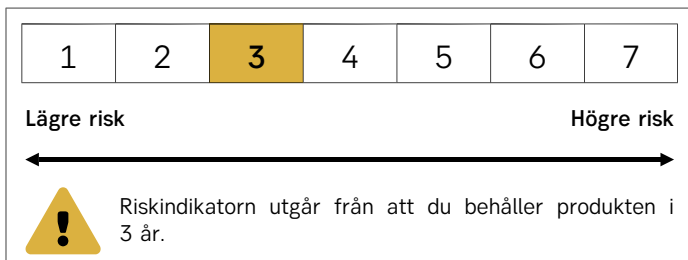 1 2 3 4 5 6 7
Lägre risk Högre risk
Riskindikatorn utgår från att du behåller produkten i
3 år.